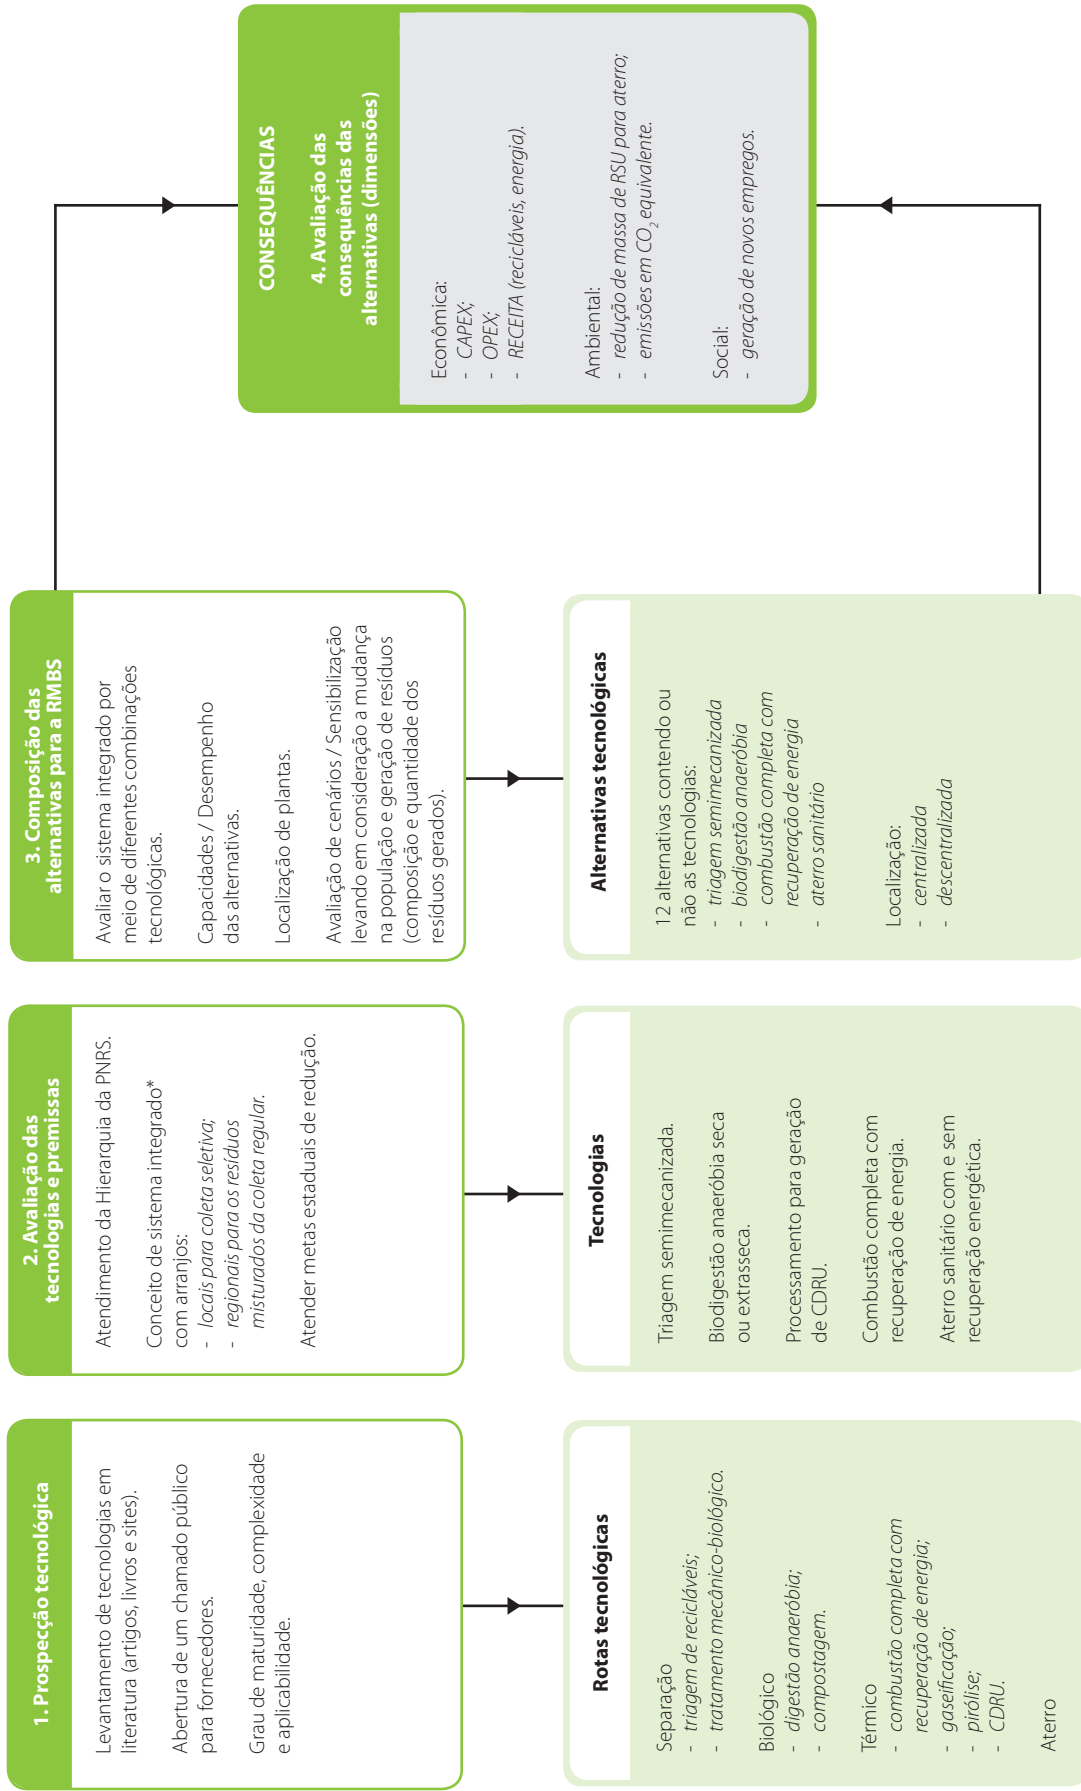 1. Prospecção tecnológica
Levantamento de tecnologias em
literatura (artigos, livros e sites).
Abertura de um chamado público
para fornecedores.
Grau de maturidade, complexidade
e aplicabilidade.
Rotas tecnológicas
Separação
- triagem de recicláveis;
- tratamento mecânico-biológico.
Biológico
- digestão anaeróbia;
- compostagem.
Térmico
- combustão completa com
recuperação de energia;
- gaseificação;
- pirólise;
- CDRU.
Aterro
2. Avaliação das
tecnologias e premissas
Atendimento da Hierarquia da PNRS.
Conceito de sistema integrado*
com arranjos:
- locais para coleta seletiva;
- regionais para os resíduos
misturados da coleta regular.
Atender metas estaduais de redução.
Tecnologias
Triagem semimecanizada.
Biodigestão anaeróbia seca
ou extrasseca.
Processamento para geração
de CDRU.
Combustão completa com
recuperação de energia.
Aterro sanitário com e sem
recuperação energética.
3. Composição das
alternativas para a RMBS
Avaliar o sistema integrado por
meio de diferentes combinações
tecnológicas.
Capacidades / Desempenho
das alternativas.
Localização de plantas.
Avaliação de cenários / Sensibilização
levando em consideração a mudança
na população e geração de resíduos
(composição e quantidade dos
resíduos gerados).
Alternativas tecnológicas
12 alternativas contendo ou
não as tecnologias:
- triagem semimecanizada
- biodigestão anaeróbia
- combustão completa com
recuperação de energia
- aterro sanitário
Localização:
- centralizada
- descentralizada
CONSEQUÊNCIAS
4. Avaliação das
consequências das
alternativas (dimensões)
Econômica:
- CAPEX;
- OPEX;
- RECEITA (recicláveis, energia).
Ambiental:
- redução de massa de RSU para aterro;
- emissões em CO₂ equivalente.
Social:
- geração de novos empregos.